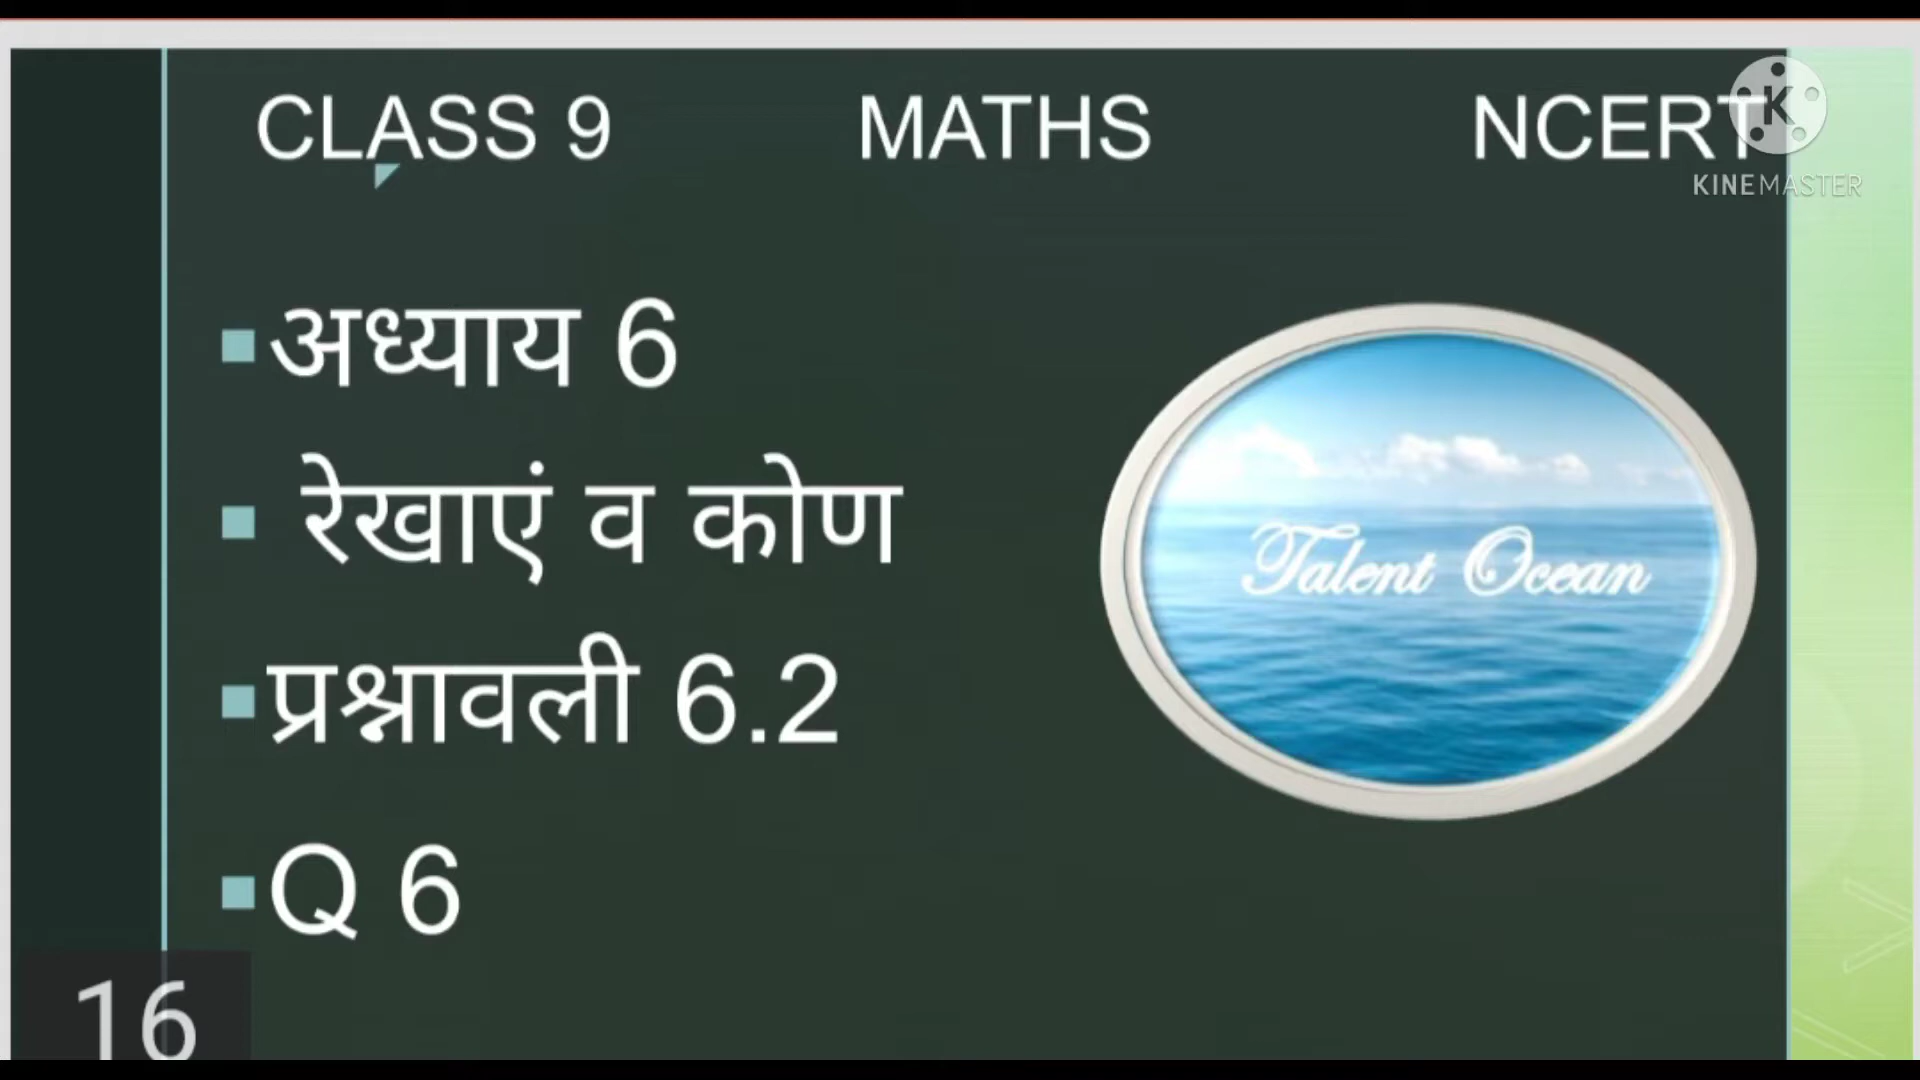 CLASS 9 MATHS NCERT
K
KINEMASTER
अध्याय 6
रेखाएं व कोण
Talent Ocean
प्रश्नावली 6.2
Q 6
16